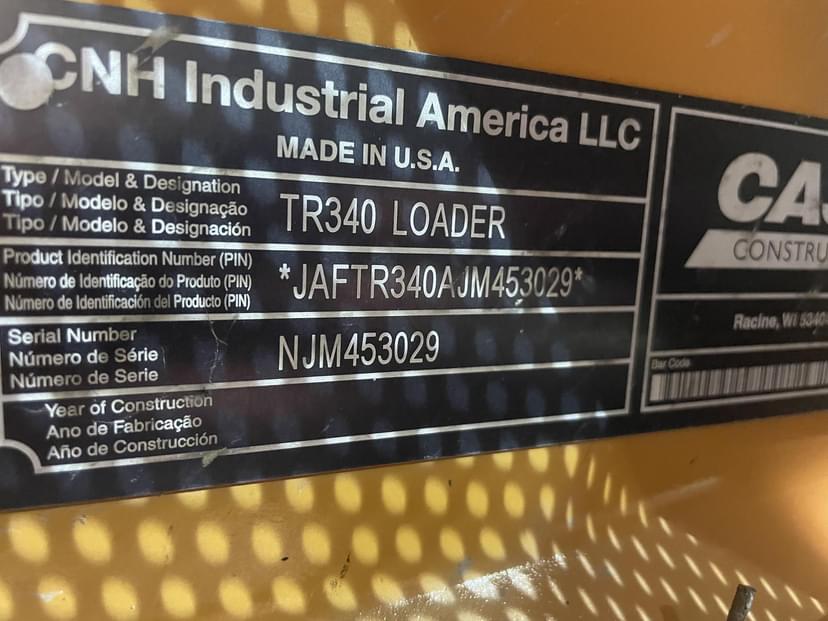 CNH Industrial America LLC
MADE IN U.S.A.
Type / Model & Designation
Tipo / Modelo & Designação
Tipo / Modelo & Designación
TR340 LOADER
Product Identification Number (PIN)
Número de Identificação do Produto (PIN)
Número de Identificación del Producto (PIN)
*JAFTR340AJM453029*
Serial Number
Número de Série
Número de Serie
NJM453029
Year of Construction
Ano de Fabricação
Año de Construcción
CAS
CONSTRU
Racine, WI 5340
Bar Code